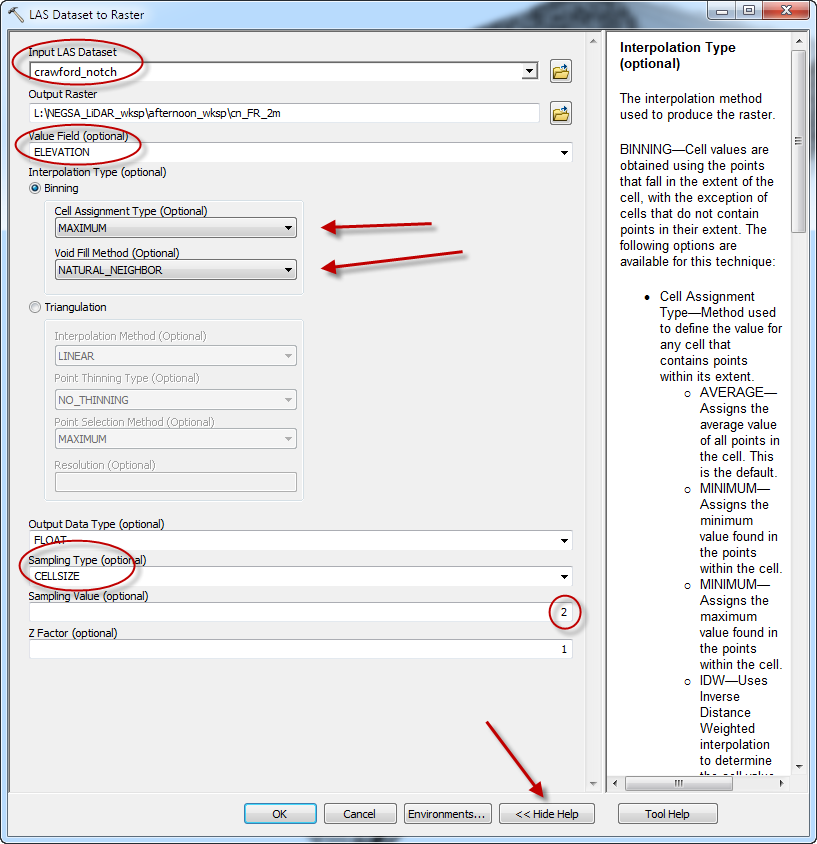 LAS Dataset to Raster
Input LAS Dataset
crawford_notch
Output Raster
L:\NEGSA_LiDAR_wksp\afternoon_wksp\cn_FR_2m
Value Field (optional)
ELEVATION
Interpolation Type (optional)
Binning
Cell Assignment Type (Optional)
MAXIMUM
Void Fill Method (Optional)
NATURAL_NEIGHBOR
Triangulation
Interpolation Method (Optional)
LINEAR
Point Thinning Type (Optional)
NO_THINNING
Point Selection Method (Optional)
MAXIMUM
Resolution (Optional)
Output Data Type (optional)
FLOAT
Sampling Type (optional)
CELLSIZE
Sampling Value (optional)
2
Z Factor (optional)
1
OK
Cancel
Environments...
<< Hide Help
Tool Help
Interpolation Type
(optional)
The interpolation method
used to produce the raster.
BINNING—Cell values are
obtained using the points
that fall in the extent of the
cell, with the exception of
cells that do not contain
points in their extent. The
following options are
available for this technique:
• Cell Assignment
Type—Method used
to define the value for
any cell that
contains points
within its extent.
o AVERAGE—
Assigns the
average value
of all points in
the cell. This
is the default.
o MINIMUM—
Assigns the
minimum
value found in
the points
within the cell.
o MINIMUM—
Assigns the
maximum
value found in
the points
within the cell.
o IDW—Uses
Inverse
Distance
Weighted
interpolation
to determine
the cell value